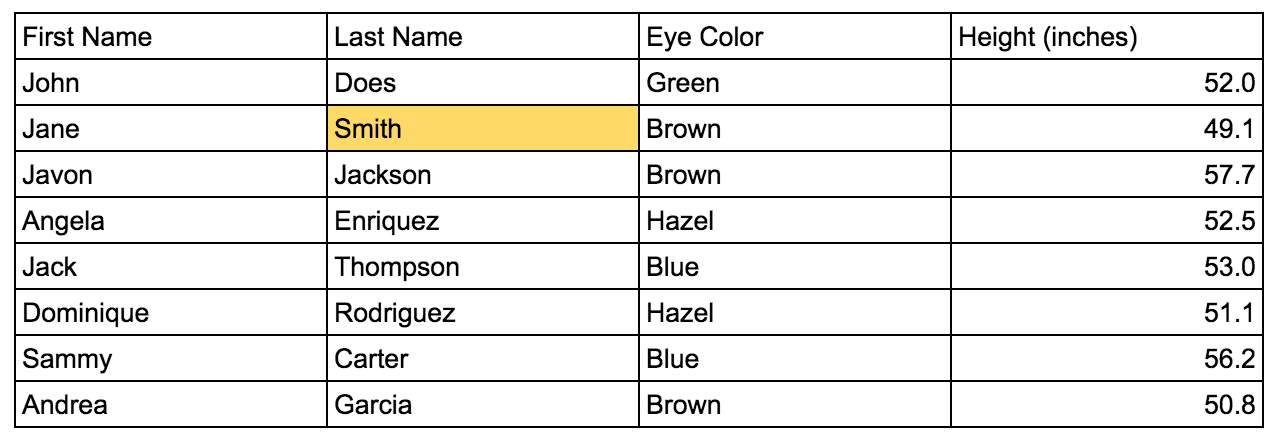 First Name Last Name Eye Color Height (inches)
John Does Green 52.0
Jane Smith Brown 49.1
Javon Jackson Brown 57.7
Angela Enriquez Hazel 52.5
Jack Thompson Blue 53.0
Dominique Rodriguez Hazel 51.1
Sammy Carter Blue 56.2
Andrea Garcia Brown 50.8